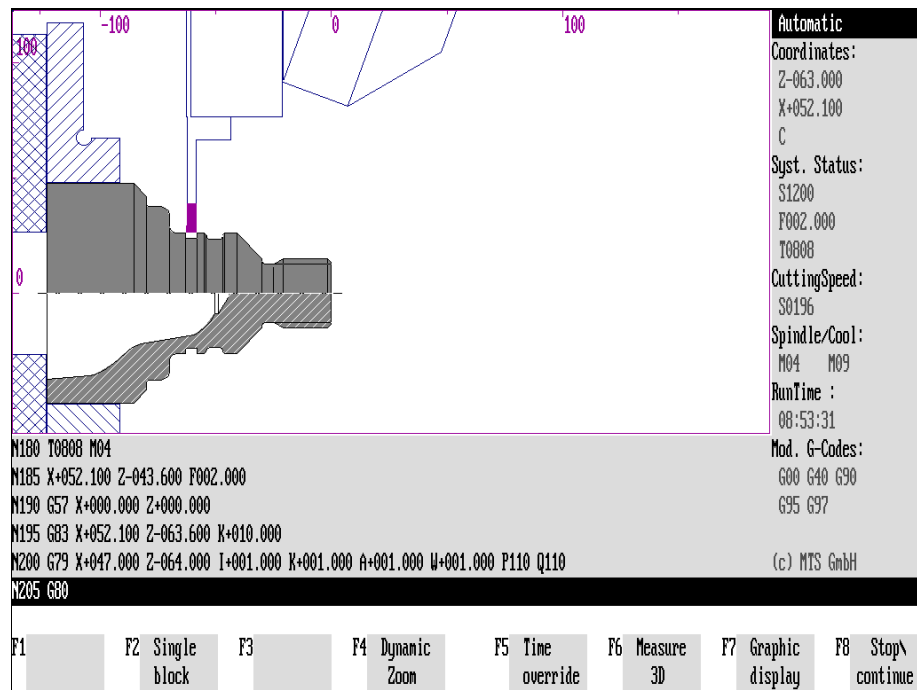 -100 0 100
100
0
Automatic
Coordinates:
Z-063.000
X+052.100
C
Syst. Status:
S1200
F002.000
T0808
CuttingSpeed:
S0196
Spindle/Cool:
M04 M09
RunTime :
08:53:31
Mod. G-Codes:
G00 G40 G90
G95 G97
(c) MTS GmbH
N180 T0808 M04
N185 X+052.100 Z-043.600 F002.000
N190 G57 X+000.000 Z+000.000
N195 G83 X+052.100 Z-063.600 K+010.000
N200 G79 X+047.000 Z-064.000 I+001.000 K+001.000 A+001.000 W+001.000 P110 Q110
N205 G80
F1 F2 Single F3 F4 Dynamic F5 Time F6 Measure F7 Graphic F8 Stop\
block Zoom override 3D display continue